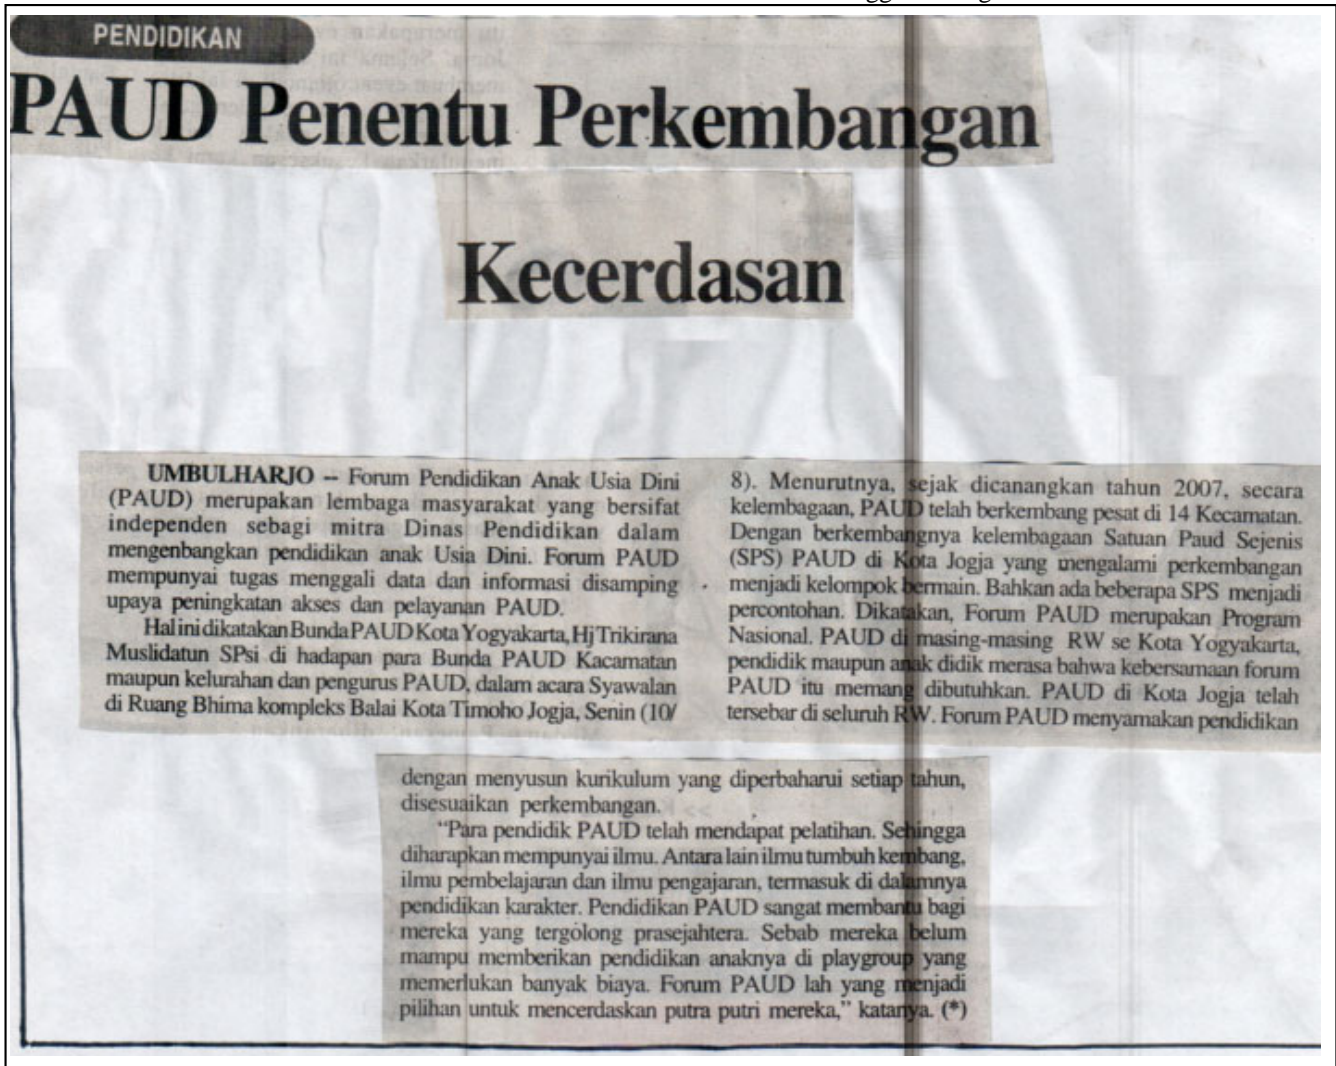 PENDIDIKAN
PAUD Penentu Perkembangan
Kecerdasan
UMBULHARJO -- Forum Pendidikan Anak Usia Dini
(PAUD) merupakan lembaga masyarakat yang bersifat
independen sebagi mitra Dinas Pendidikan dalam
mengenbangkan pendidikan anak Usia Dini. Forum PAUD
mempunyai tugas menggali data dan informasi disamping
upaya peningkatan akses dan pelayanan PAUD.
Hal ini dikatakan Bunda PAUD Kota Yogyakarta, Hj Trikirana
Muslidatun SPsi di hadapan para Bunda PAUD Kacamatan
maupun kelurahan dan pengurus PAUD, dalam acara Syawalan
di Ruang Bhima kompleks Balai Kota Timoho Jogja, Senin (10/
8). Menurutnya, sejak dicanangkan tahun 2007, secara
kelembagaan, PAUD telah berkembang pesat di 14 Kecamatan.
Dengan berkembangnya kelembagaan Satuan Paud Sejenis
(SPS) PAUD di Kota Jogja yang mengalami perkembangan
menjadi kelompok bermain. Bahkan ada beberapa SPS menjadi
percontohan. Dikatakan, Forum PAUD merupakan Program
Nasional. PAUD di masing-masing RW se Kota Yogyakarta,
pendidik maupun anak didik merasa bahwa kebersamaan forum
PAUD itu memang dibutuhkan. PAUD di Kota Jogja telah
tersebar di seluruh RW. Forum PAUD menyamakan pendidikan
dengan menyusun kurikulum yang diperbaharui setiap tahun,
disesuaikan perkembangan.
"Para pendidik PAUD telah mendapat pelatihan. Sehingga
diharapkan mempunyai ilmu. Antara lain ilmu tumbuh kembang,
ilmu pembelajaran dan ilmu pengajaran, termasuk di dalamnya
pendidikan karakter. Pendidikan PAUD sangat membantu bagi
mereka yang tergolong prasejahtera. Sebab mereka belum
mampu memberikan pendidikan anaknya di playgroup yang
memerlukan banyak biaya. Forum PAUD lah yang menjadi
pilihan untuk mencerdaskan putra putri mereka," katanya. (*)